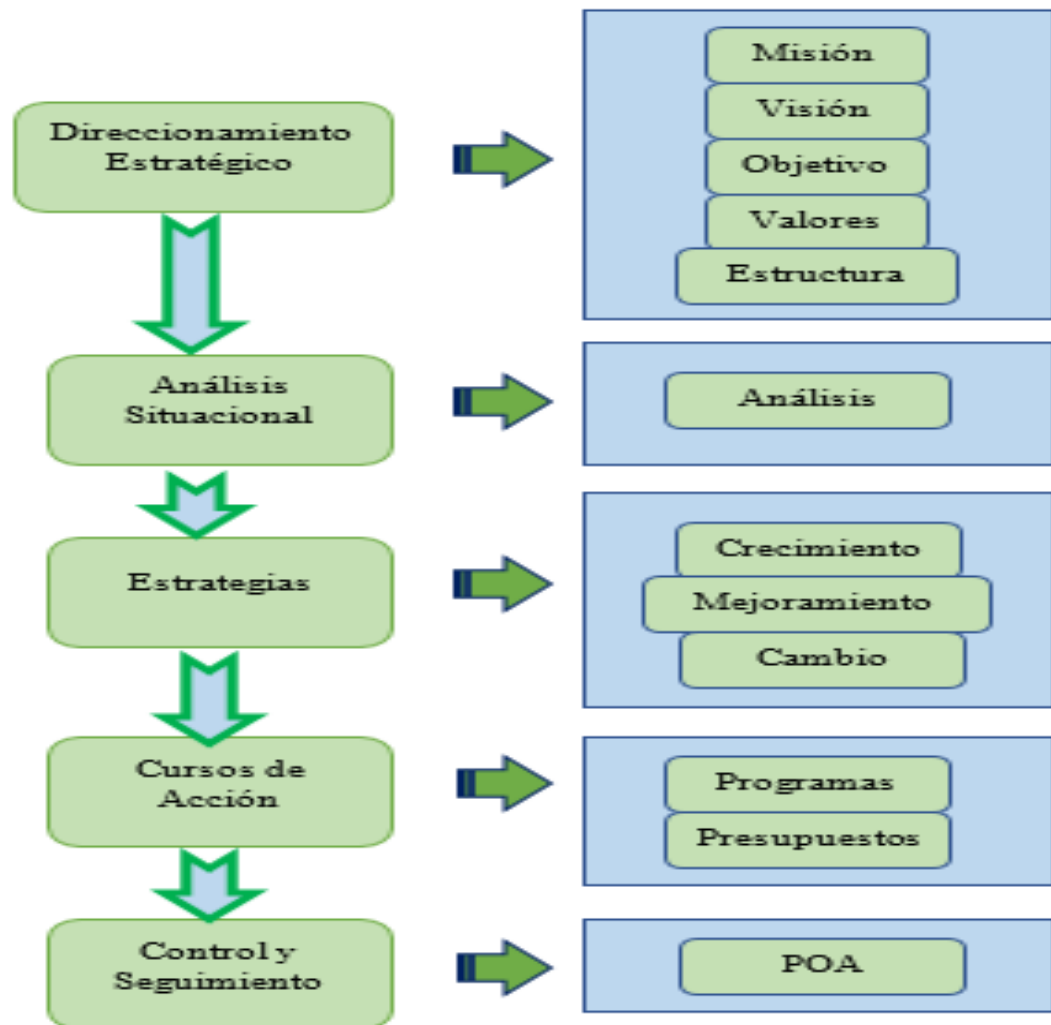 Direccionamiento
Estratégico
Misión
Visión
Objetivo
Valores
Estructura
Análisis
Situacional
Análisis
Estrategias
Crecimiento
Mejoramiento
Cambio
Cursos de
Acción
Programas
Presupuestos
Control y
Seguimiento
POA